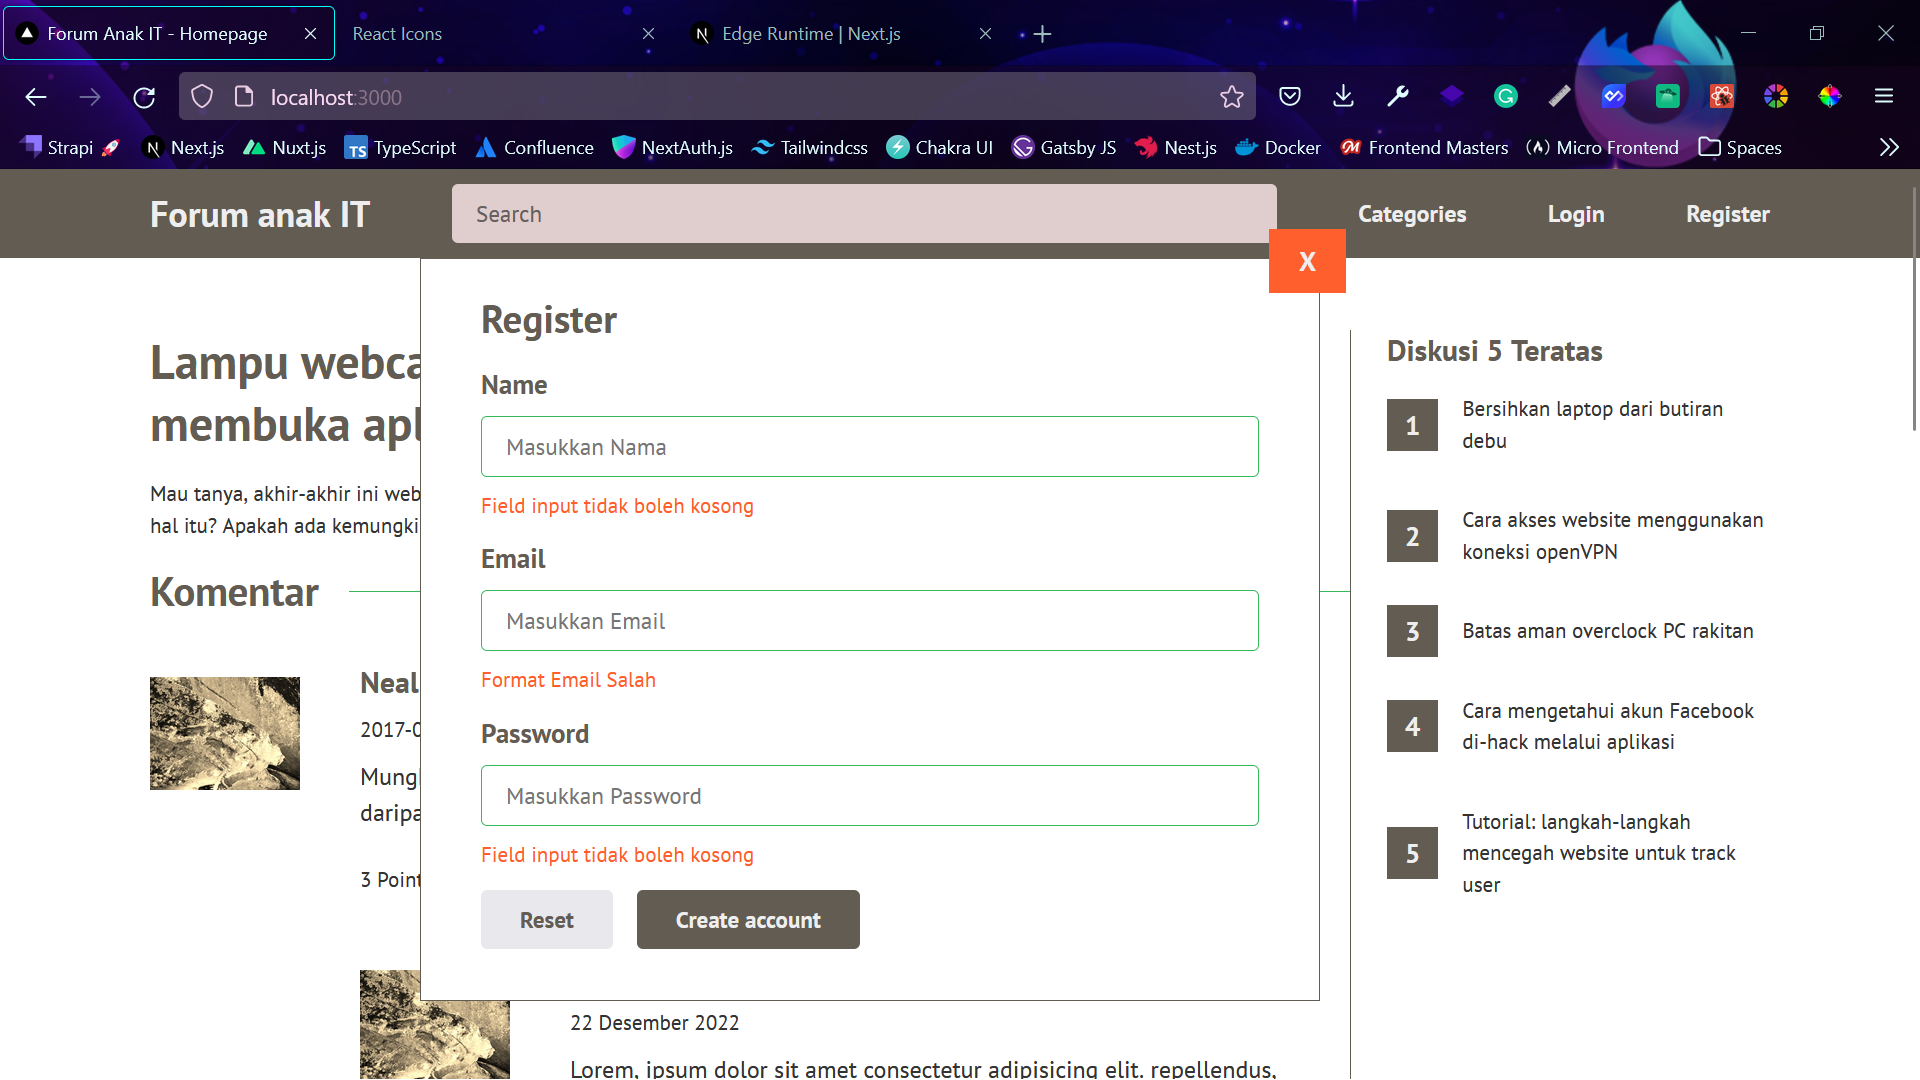 Forum Anak IT - Homepage
React Icons
Edge Runtime | Next.js
localhost:3000
Strapi 🚀
Next.js
Nuxt.js
TypeScript
Confluence
NextAuth.js
Tailwindcss
Chakra UI
Gatsby JS
Nest.js
Docker
Frontend Masters
Micro Frontend
Spaces
Forum anak IT
Search
Categories
Login
Register
X
Register
Name
Masukkan Nama
Field input tidak boleh kosong
Email
Masukkan Email
Format Email Salah
Password
Masukkan Password
Field input tidak boleh kosong
Reset
Create account
Lampu webca
membuka apl
Mau tanya, akhir-akhir ini web
hal itu? Apakah ada kemungki
Komentar
Neal
2017-0
Mung
daripa
3 Point
22 Desember 2022
Lorem, ipsum dolor sit amet consectetur adipisicing elit. repellendus,
Diskusi 5 Teratas
1
Bersihkan laptop dari butiran
debu
2
Cara akses website menggunakan
koneksi openVPN
3
Batas aman overclock PC rakitan
4
Cara mengetahui akun Facebook
di-hack melalui aplikasi
5
Tutorial: langkah-langkah
mencegah website untuk track
user